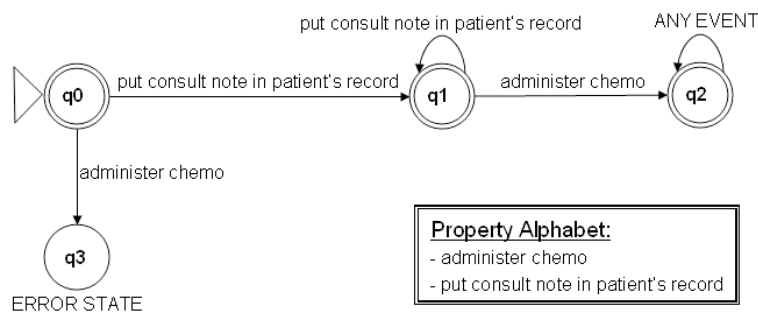 put consult note in patient's record
ANY EVENT
q0
put consult note in patient's record
q1
administer chemo
q2
administer chemo
q3
ERROR STATE
Property Alphabet:
- administer chemo
- put consult note in patient's record